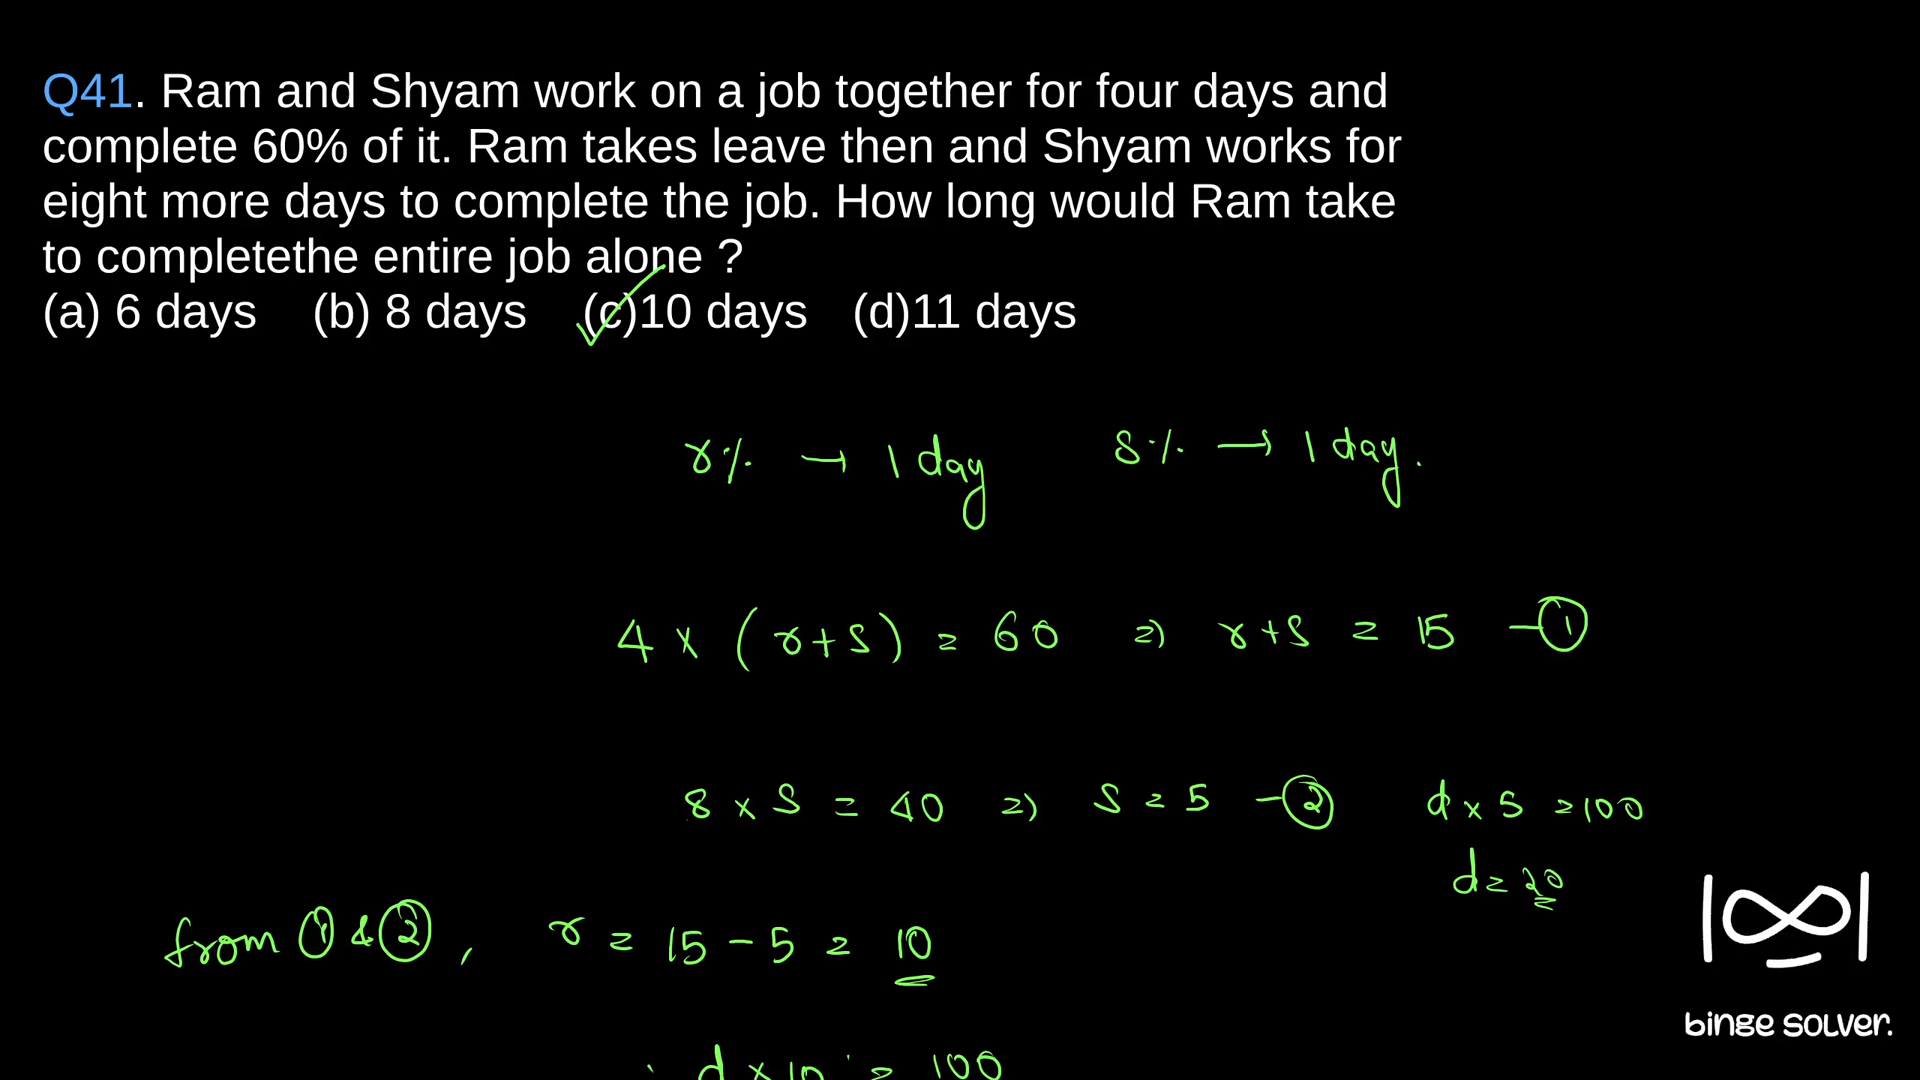 Q41. Ram and Shyam work on a job together for four days and
complete 60% of it. Ram takes leave then and Shyam works for
eight more days to complete the job. How long would Ram take
to completethe entire job alone ?
(a) 6 days (b) 8 days (c)10 days (d)11 days
r% → 1 day s% → 1 day.
4 x (r+s) = 60 => r+s = 15 - 1
8 x s = 40 => s = 5 - 2 d x 5 = 100
d = 20
from 1 & 2, r = 15 - 5 = 10
d x 10 = 100
binge solver.